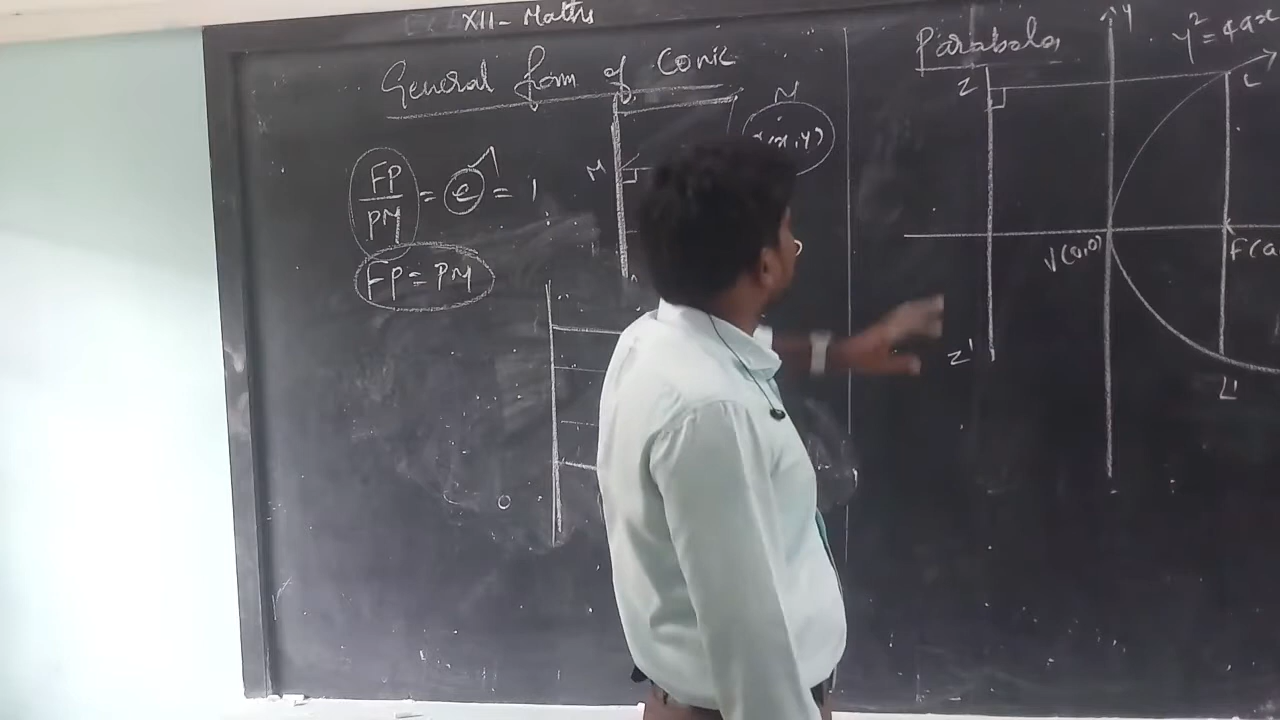 XII- Maths
General form of Conic
FP/PM = e = 1
FP = PM
M
(x,y)
Parabola
y
y² = 4ax
Z
L
V(0,0)
F(a
Z'
L'